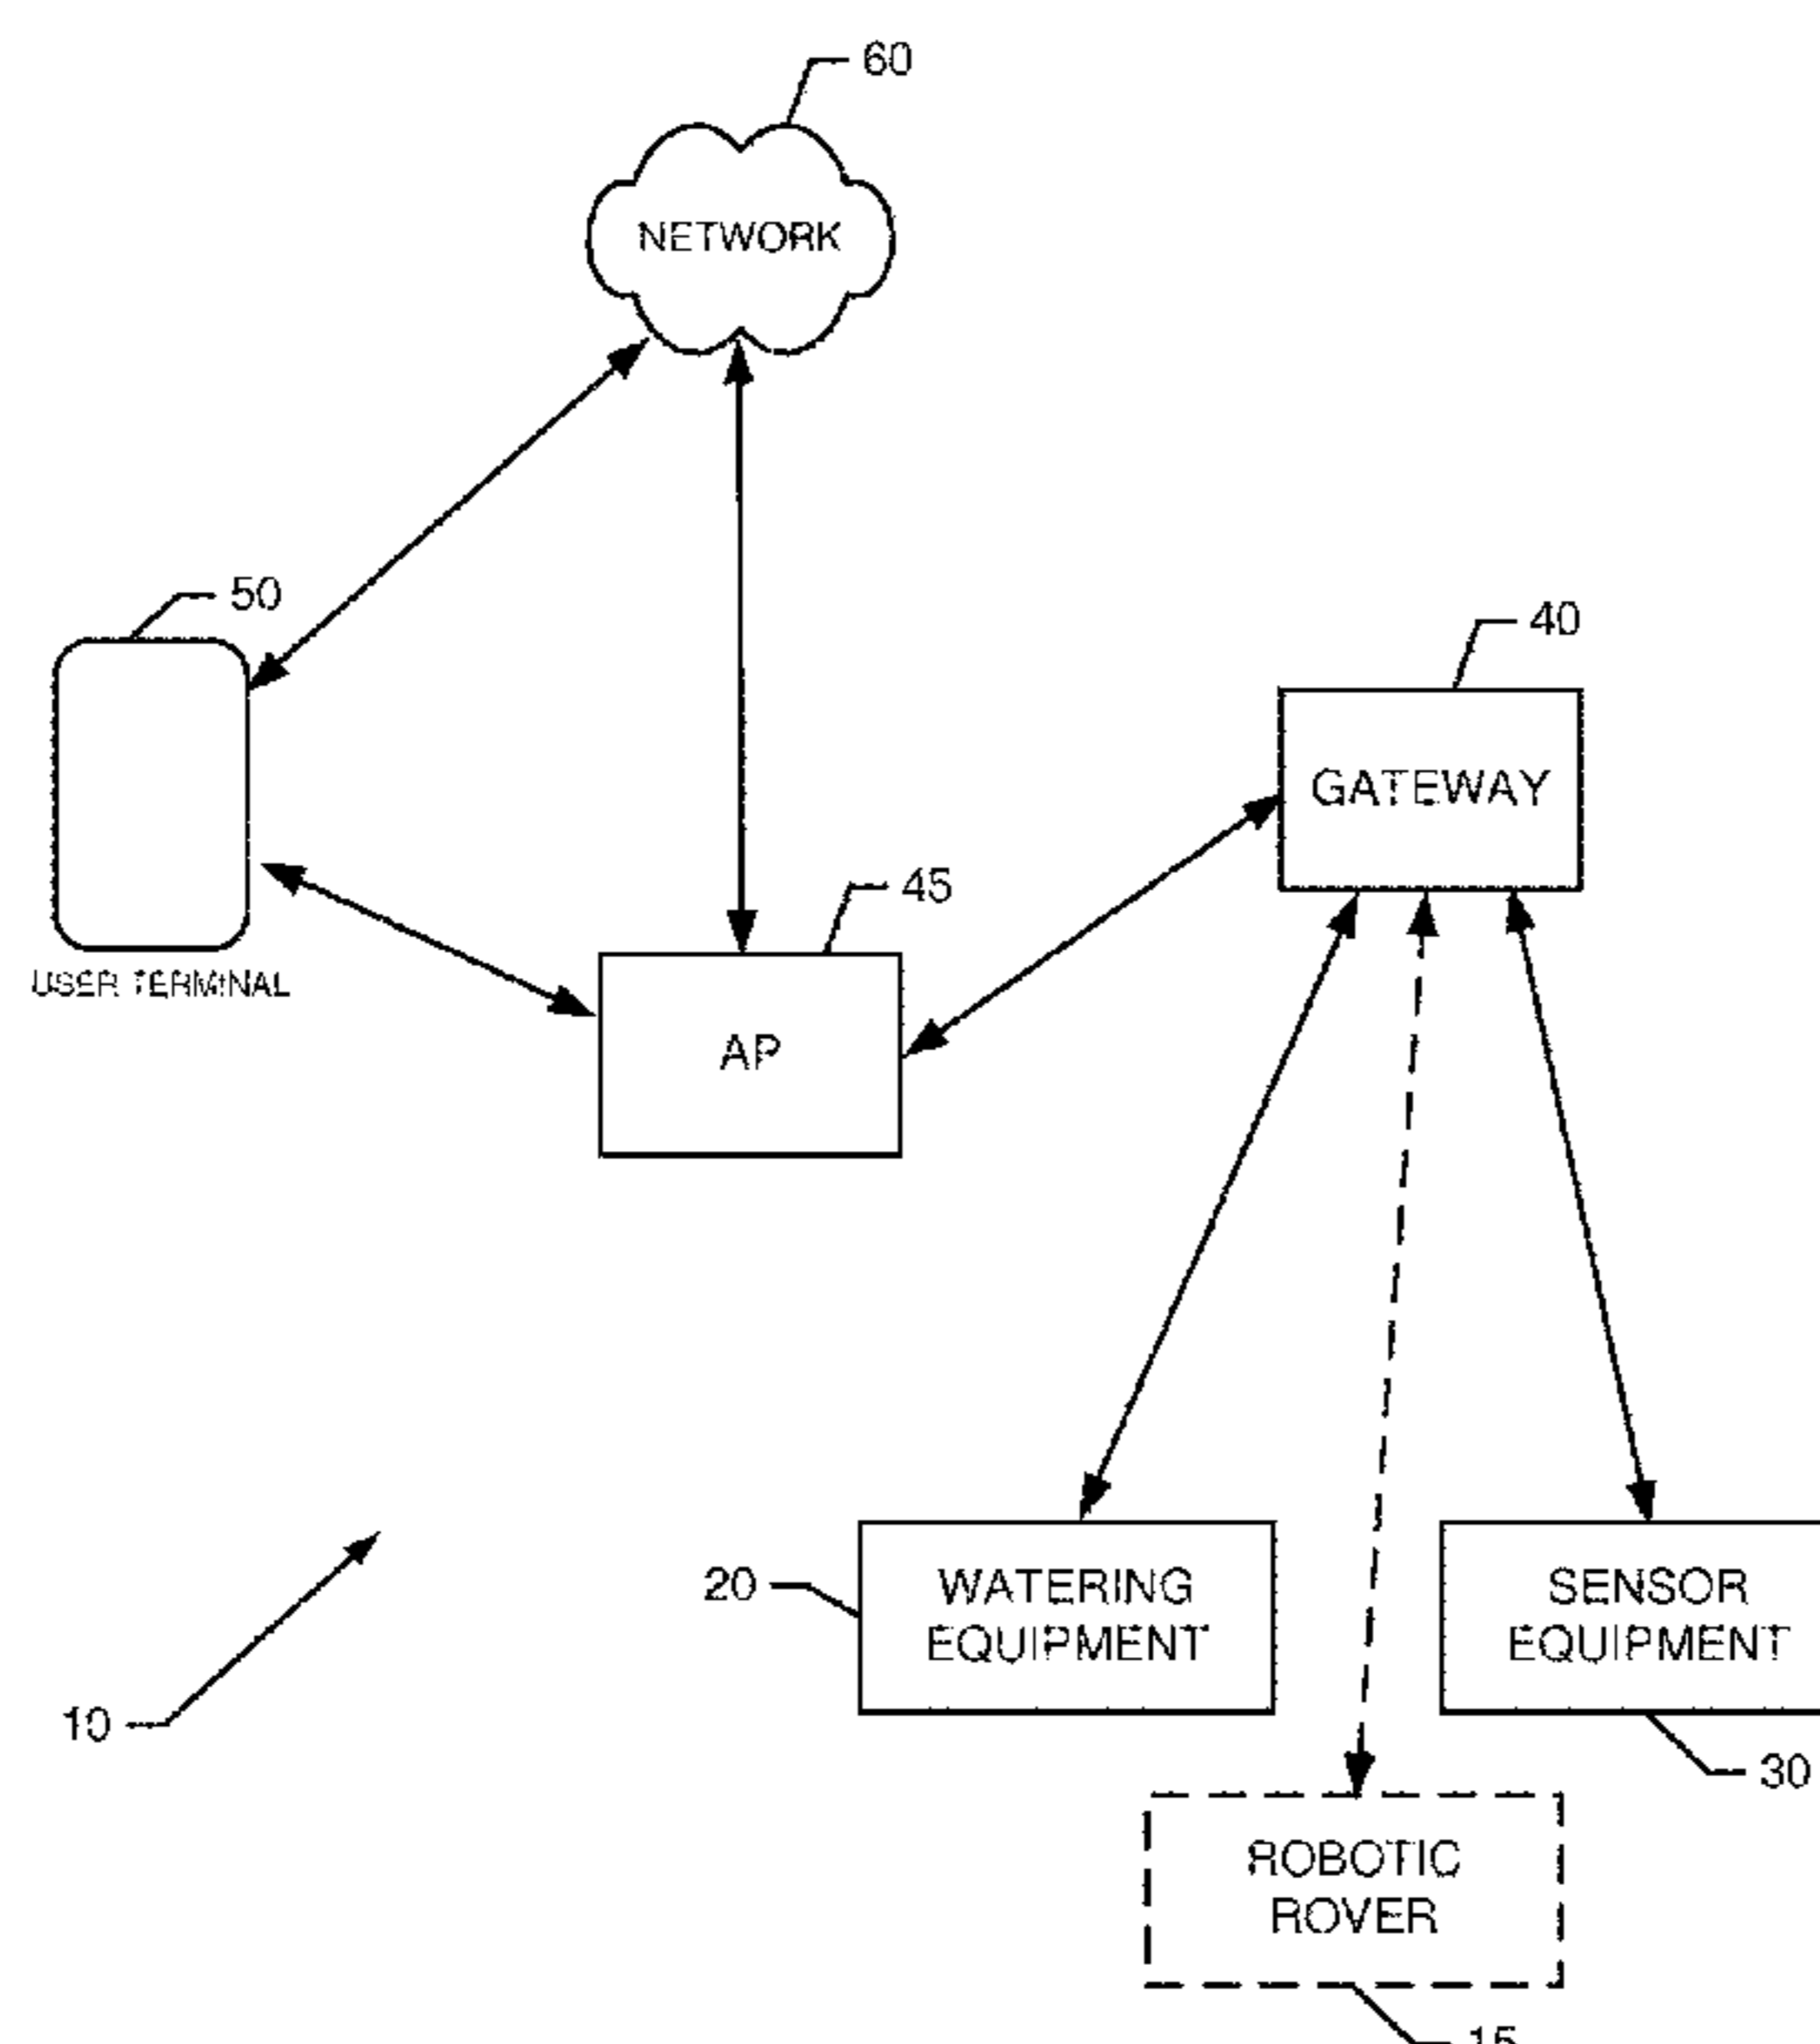 60
NETWORK
50
40
GATEWAY
45
USER TERMINAL
AP
20
WATERING
EQUIPMENT
SENSOR
EQUIPMENT
10
30
ROBOTIC
ROVER
15